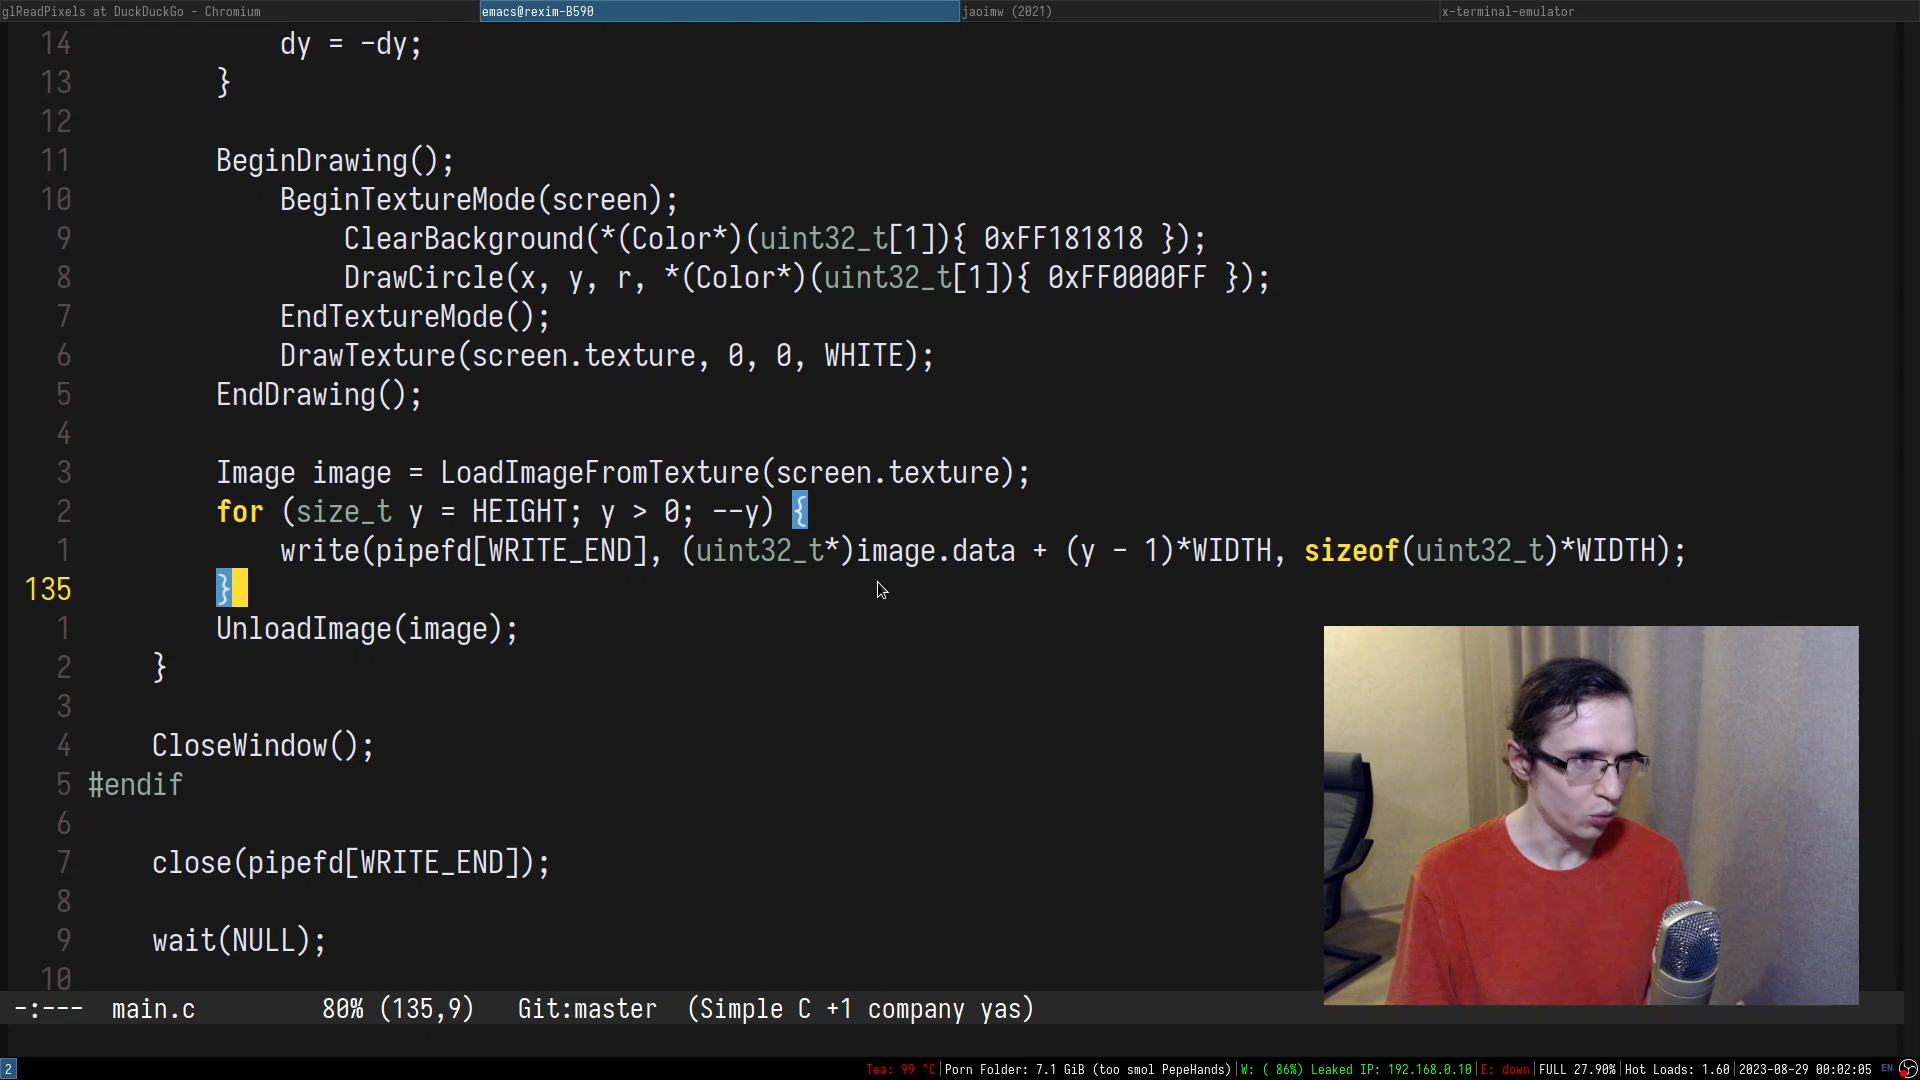 glReadPixels at DuckDuckGo - Chromium
emacs@rexim-B590
jaoimw (2021)
x-terminal-emulator
14 dy = -dy;
13 }
12
11 BeginDrawing();
10 BeginTextureMode(screen);
9 ClearBackground(*(Color*)(uint32_t[1]){ 0xFF181818 });
8 DrawCircle(x, y, r, *(Color*)(uint32_t[1]){ 0xFF0000FF });
7 EndTextureMode();
6 DrawTexture(screen.texture, 0, 0, WHITE);
5 EndDrawing();
4
3 Image image = LoadImageFromTexture(screen.texture);
2 for (size_t y = HEIGHT; y > 0; --y) {
1 write(pipefd[WRITE_END], (uint32_t*)image.data + (y - 1)*WIDTH, sizeof(uint32_t)*WIDTH);
135 }
1 UnloadImage(image);
2 }
3
4 CloseWindow();
5 #endif
6
7 close(pipefd[WRITE_END]);
8
9 wait(NULL);
10
-:--- main.c 80% (135,9) Git:master (Simple C +1 company yas)
2 Tea: 99 °C|Porn Folder: 7.1 GiB (too smol PepeHands)|W: ( 86%) Leaked IP: 192.168.0.10|E: down|FULL 27.90%|Hot Loads: 1.60|2023-08-29 00:02:05 EN